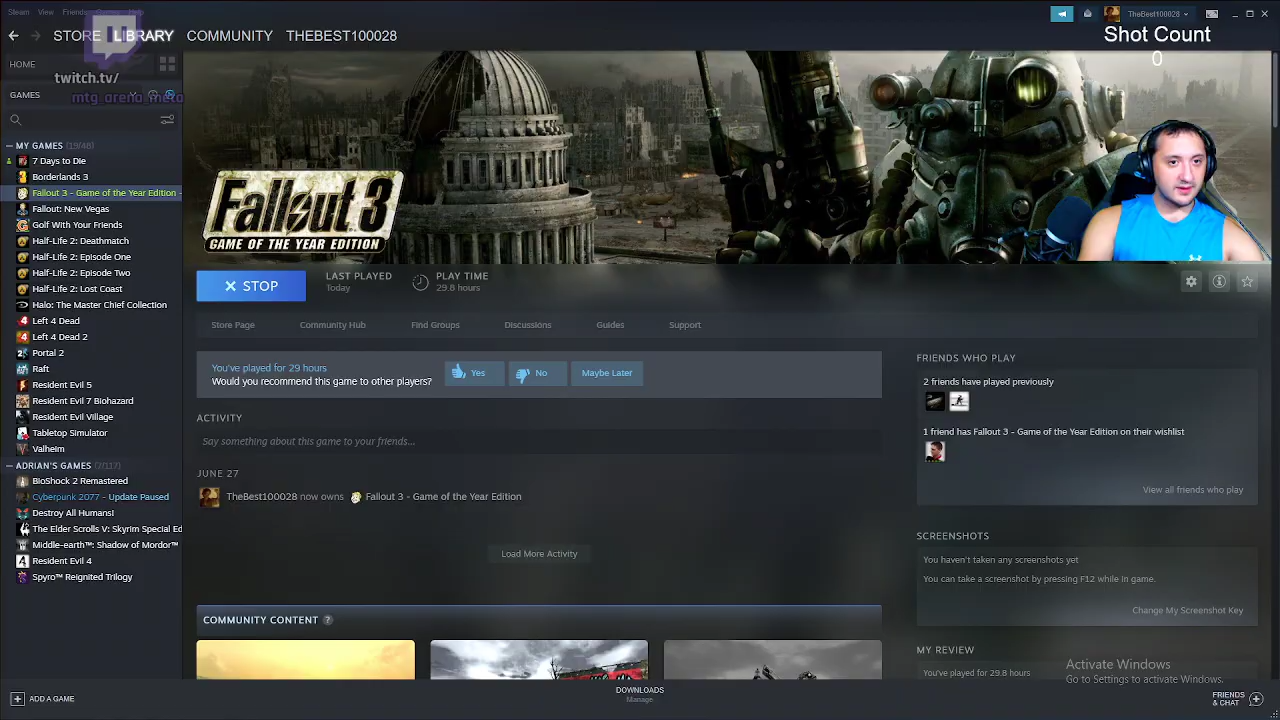 Steam View Friends Games Help
TheBest100028
STORE LIBRARY COMMUNITY THEBEST100028
Shot Count
0
HOME
twitch.tv/
mtg_arena_meta
GAMES
MY GAMES (19/48)
7 Days to Die
Borderlands 3
Fallout 3 - Game of the Year Edition -
Fallout: New Vegas
Golf With Your Friends
Half-Life 2: Deathmatch
Half-Life 2: Episode One
Half-Life 2: Episode Two
Half-Life 2: Lost Coast
Halo: The Master Chief Collection
Left 4 Dead
Left 4 Dead 2
Portal 2
Raft
Resident Evil 5
Resident Evil 7 Biohazard
Resident Evil Village
Tabletop Simulator
Valheim
ADRIAN'S GAMES (7/117)
BioShock 2 Remastered
Cyberpunk 2077 - Update Paused
Destroy All Humans!
The Elder Scrolls V: Skyrim Special Ed
Middle-earth™: Shadow of Mordor™
Resident Evil 4
Spyro™ Reignited Trilogy
ADD A GAME
Fallout 3
GAME OF THE YEAR EDITION
STOP
LAST PLAYED
Today
PLAY TIME
29.8 hours
Store Page Community Hub Find Groups Discussions Guides Support
You've played for 29 hours
Would you recommend this game to other players?
Yes No Maybe Later
ACTIVITY
Say something about this game to your friends...
JUNE 27
TheBest100028 now owns Fallout 3 - Game of the Year Edition
Load More Activity
COMMUNITY CONTENT ?
FRIENDS WHO PLAY
2 friends have played previously
1 friend has Fallout 3 - Game of the Year Edition on their wishlist
View all friends who play
SCREENSHOTS
You haven't taken any screenshots yet
You can take a screenshot by pressing F12 while in game.
Change My Screenshot Key
MY REVIEW
You've played for 29.8 hours
Activate Windows
Go to Settings to activate Windows.
DOWNLOADS
Manage
FRIENDS
& CHAT